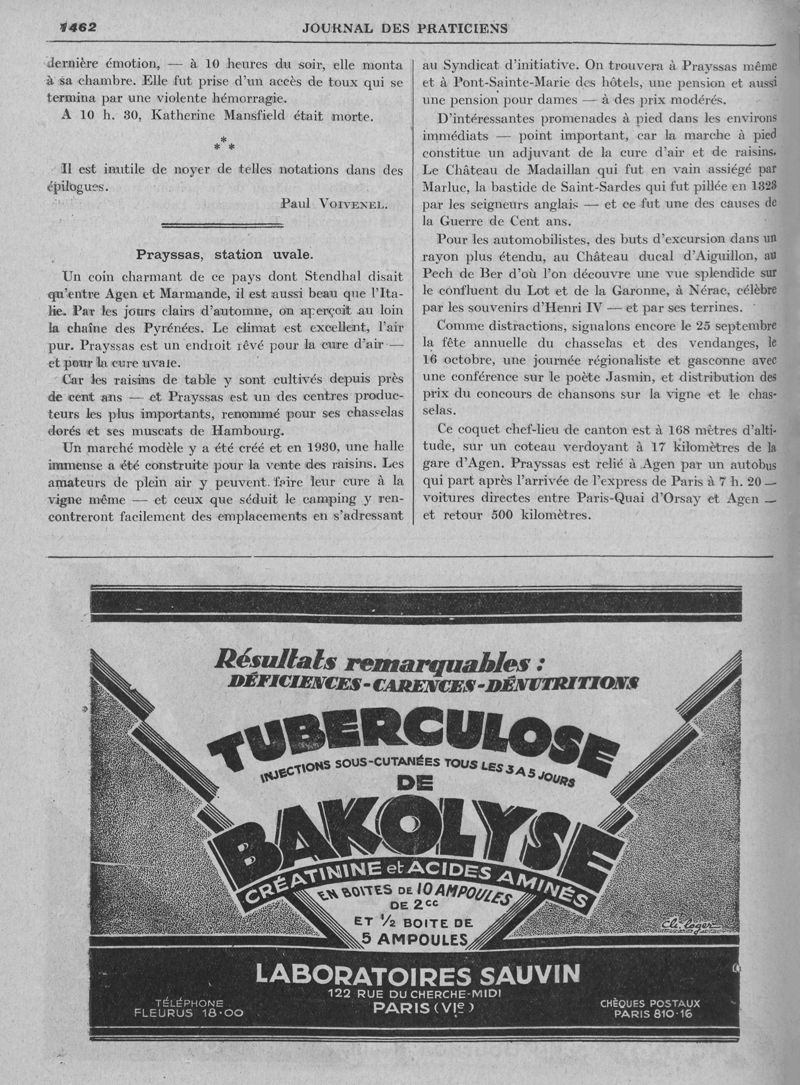 1462
JOURNAL DES PRATICIENS
dernière émotion, — à 10 heures du soir, elle monta
à sa chambre. Elle fut prise d'un accès de toux qui se
termina par une violente hémorragie.
A 10 h. 30, Katherine Mansfield était morte.
*
* *
Il est inutile de noyer de telles notations dans des
épilogues.
Paul VOIVENEL.
Prayssas, station uvale.
Un coin charmant de ce pays dont Stendhal disait
qu'entre Agen et Marmande, il est aussi beau que l'Ita-
lie. Par les jours clairs d'automne, on aperçoit au loin
la chaîne des Pyrénées. Le climat est excellent, l'air
pur. Prayssas est un endroit rêvé pour la cure d'air —
et pour la cure uvale.
Car les raisins de table y sont cultivés depuis près
de cent ans — et Prayssas est un des centres produc-
teurs les plus importants, renommé pour ses chasselas
dorés et ses muscats de Hambourg.
Un marché modèle y a été créé et en 1930, une halle
immense a été construite pour la vente des raisins. Les
amateurs de plein air y peuvent faire leur cure à la
vigne même — et ceux que séduit le camping y ren-
contreront facilement des emplacements en s'adressant
au Syndicat d'initiative. On trouvera à Prayssas même
et à Pont-Sainte-Marie des hôtels, une pension et aussi
une pension pour dames — à des prix modérés.
D'intéressantes promenades à pied dans les environs
immédiats — point important, car la marche à pied
constitue un adjuvant de la cure d'air et de raisins.
Le Château de Madaillan qui fut en vain assiégé par
Marluc, la bastide de Saint-Sardes qui fut pillée en 1323
par les seigneurs anglais — et ce fut une des causes de
la Guerre de Cent ans.
Pour les automobilistes, des buts d'excursion dans un
rayon plus étendu, au Château ducal d'Aiguillon, au
Pech de Ber d'où l'on découvre une vue splendide sur
le confluent du Lot et de la Garonne, à Nérac, célèbre
par les souvenirs d'Henri IV — et par ses terrines.
Comme distractions, signalons encore le 25 septembre
la fête annuelle du chasselas et des vendanges, le
16 octobre, une journée régionaliste et gasconne avec
une conférence sur le poète Jasmin, et distribution des
prix du concours de chansons sur la vigne et le chas-
selas.
Ce coquet chef-lieu de canton est à 168 mètres d'alti-
tude, sur un coteau verdoyant à 17 kilomètres de la
gare d'Agen. Prayssas est relié à Agen par un autobus
qui part après l'arrivée de l'express de Paris à 7 h. 20 —
voitures directes entre Paris-Quai d'Orsay et Agen —
et retour 500 kilomètres.
Résultats remarquables :
DÉFICIENCES-CARENCES-DÉNUTRITIONS
TUBERCULOSE
INJECTIONS SOUS-CUTANÉES TOUS LES 3 A 5 JOURS
DE
BAKOLYSE
CRÉATININE et ACIDES AMINÉS
EN BOITES DE 10 AMPOULES
DE 2cc
ET 1/2 BOITE DE
5 AMPOULES
LABORATOIRES SAUVIN
122 RUE DU CHERCHE-MIDI
PARIS (VIe)
TÉLÉPHONE
FLEURUS 18·00
CHÈQUES POSTAUX
PARIS 810·16